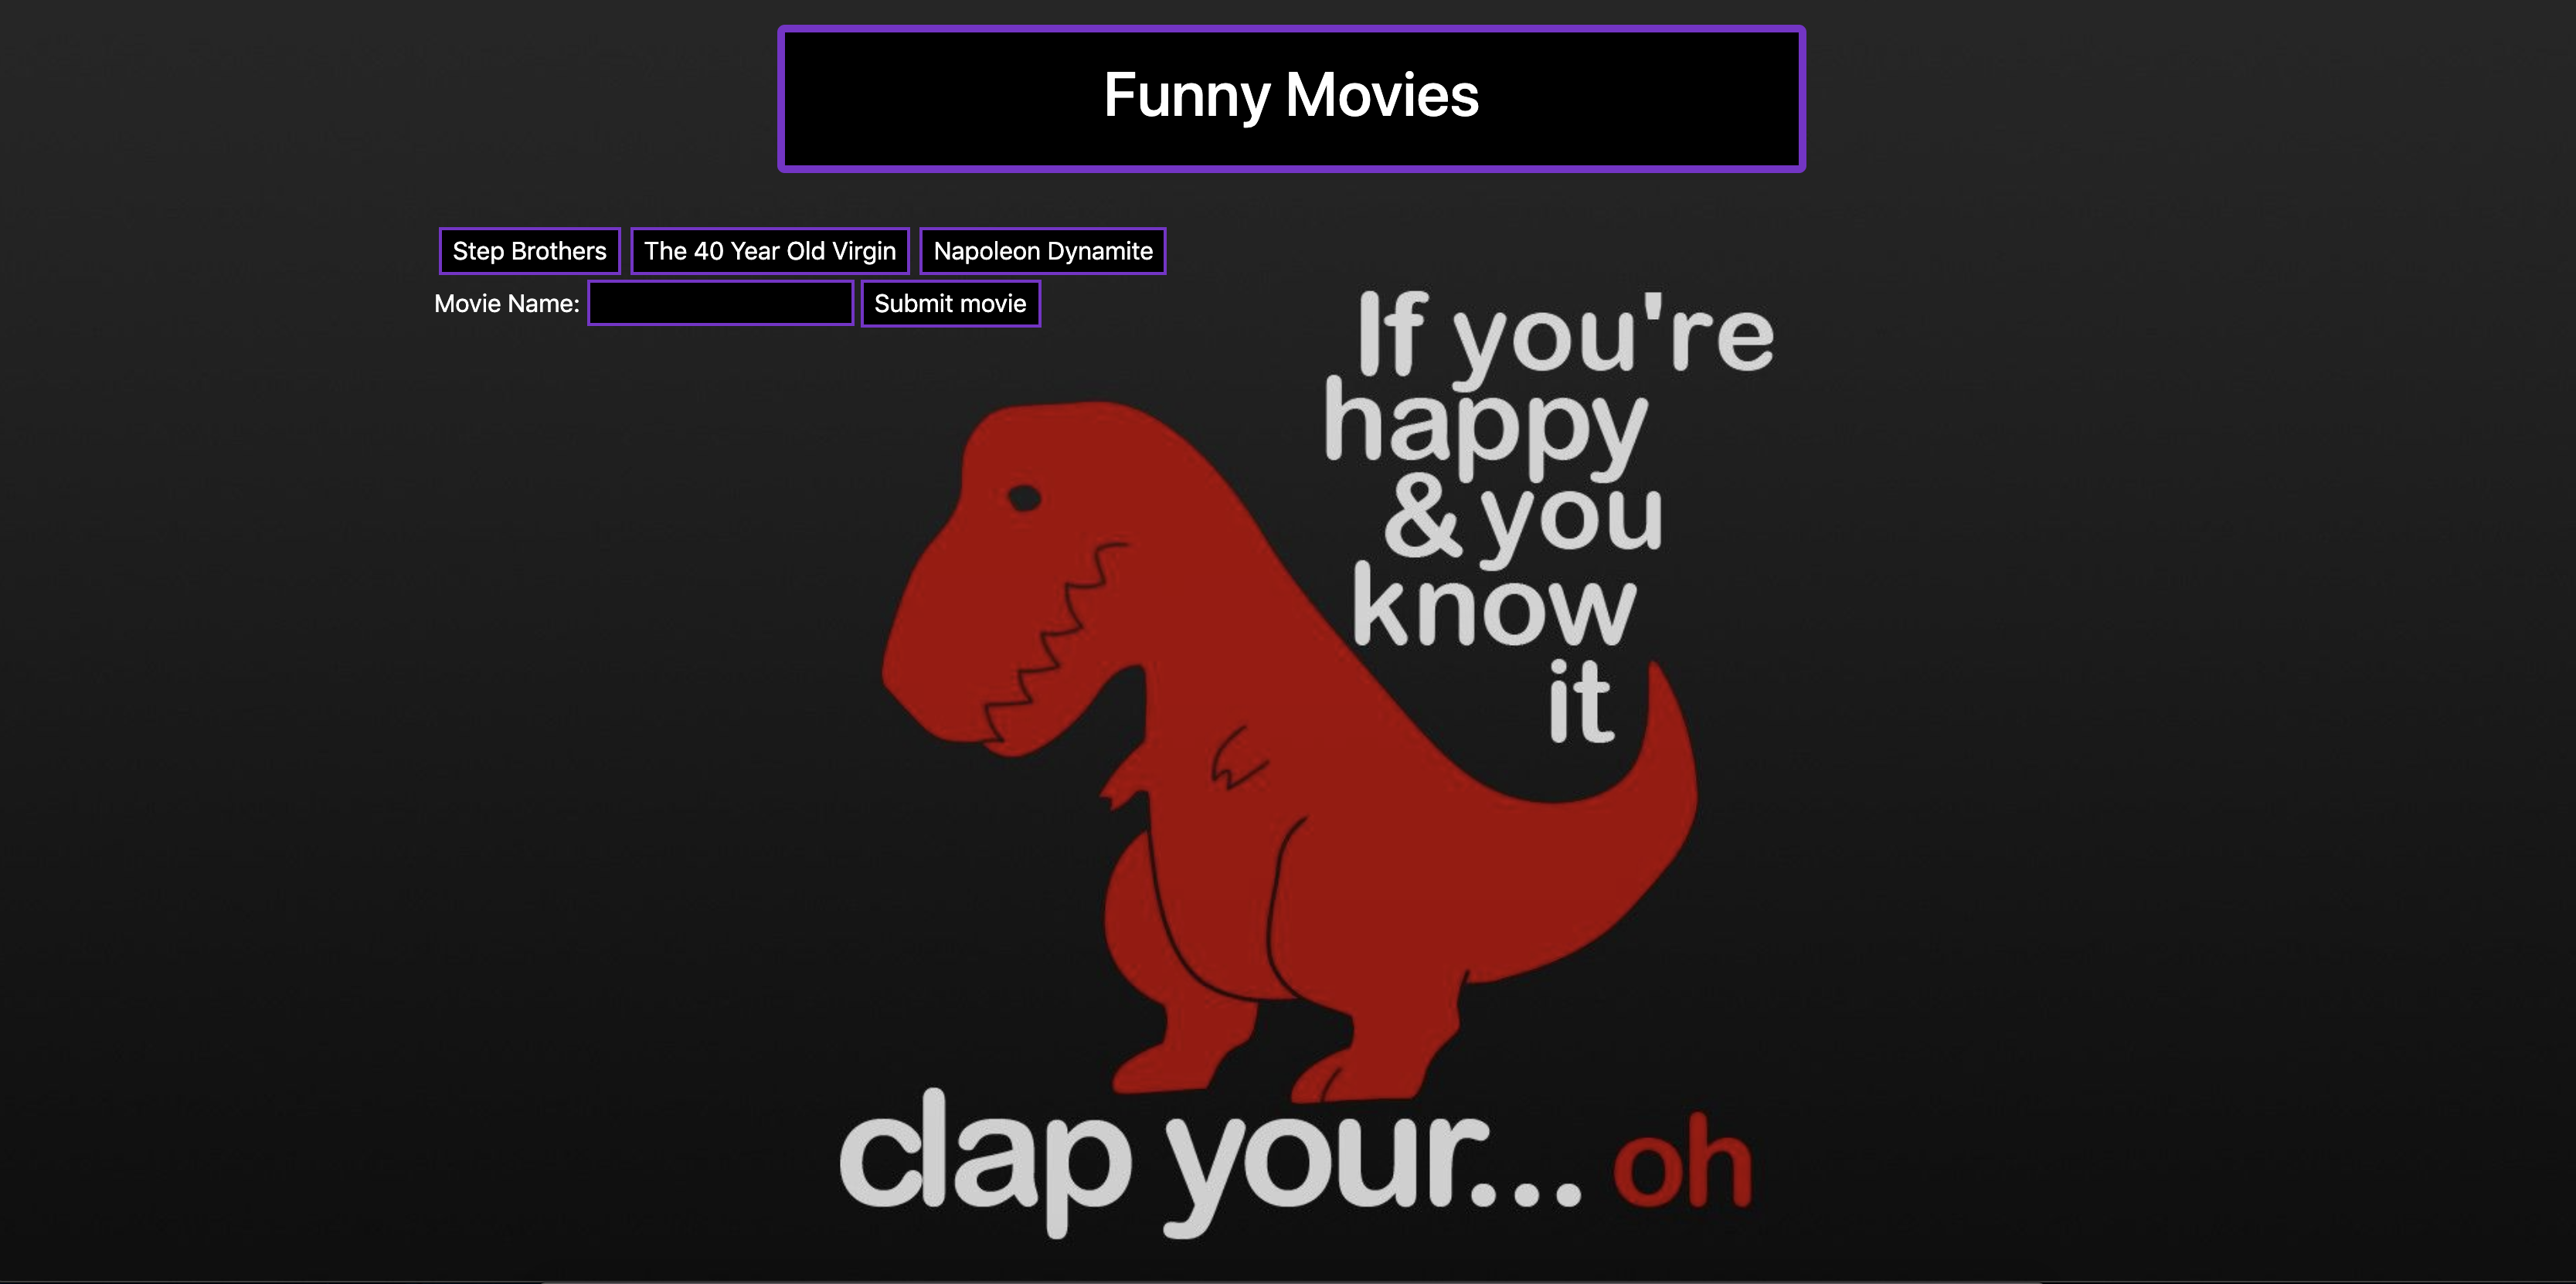 Funny Movies
Step Brothers The 40 Year Old Virgin Napoleon Dynamite
Movie Name: Submit movie
If you're
happy
& you
know
it
clap your... oh